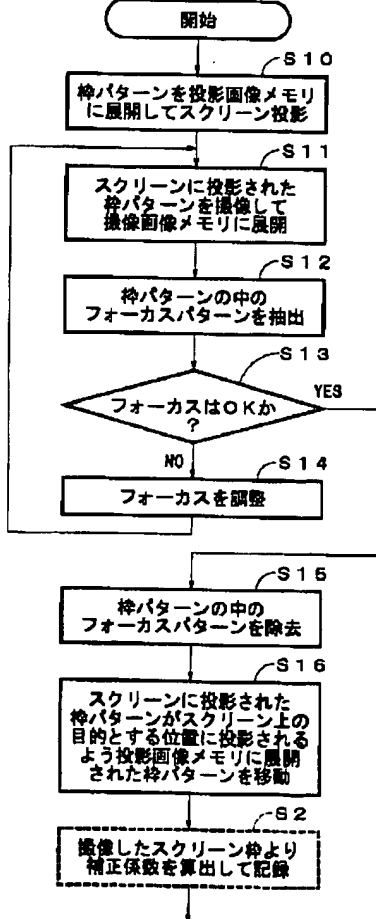 開始
S10
枠パターンを投影画像メモリ
に展開してスクリーン投影
S11
スクリーンに投影された
枠パターンを撮像して
撮像画像メモリに展開
S12
枠パターンの中の
フォーカスパターンを抽出
S13
フォーカスはOKか
?
YES
NO
S14
フォーカスを調整
S15
枠パターンの中の
フォーカスパターンを除去
S16
スクリーンに投影された
枠パターンがスクリーン上の
目的とする位置に投影される
よう投影画像メモリに展開
された枠パターンを移動
S2
撮像したスクリーン枠より
補正係数を算出して記録